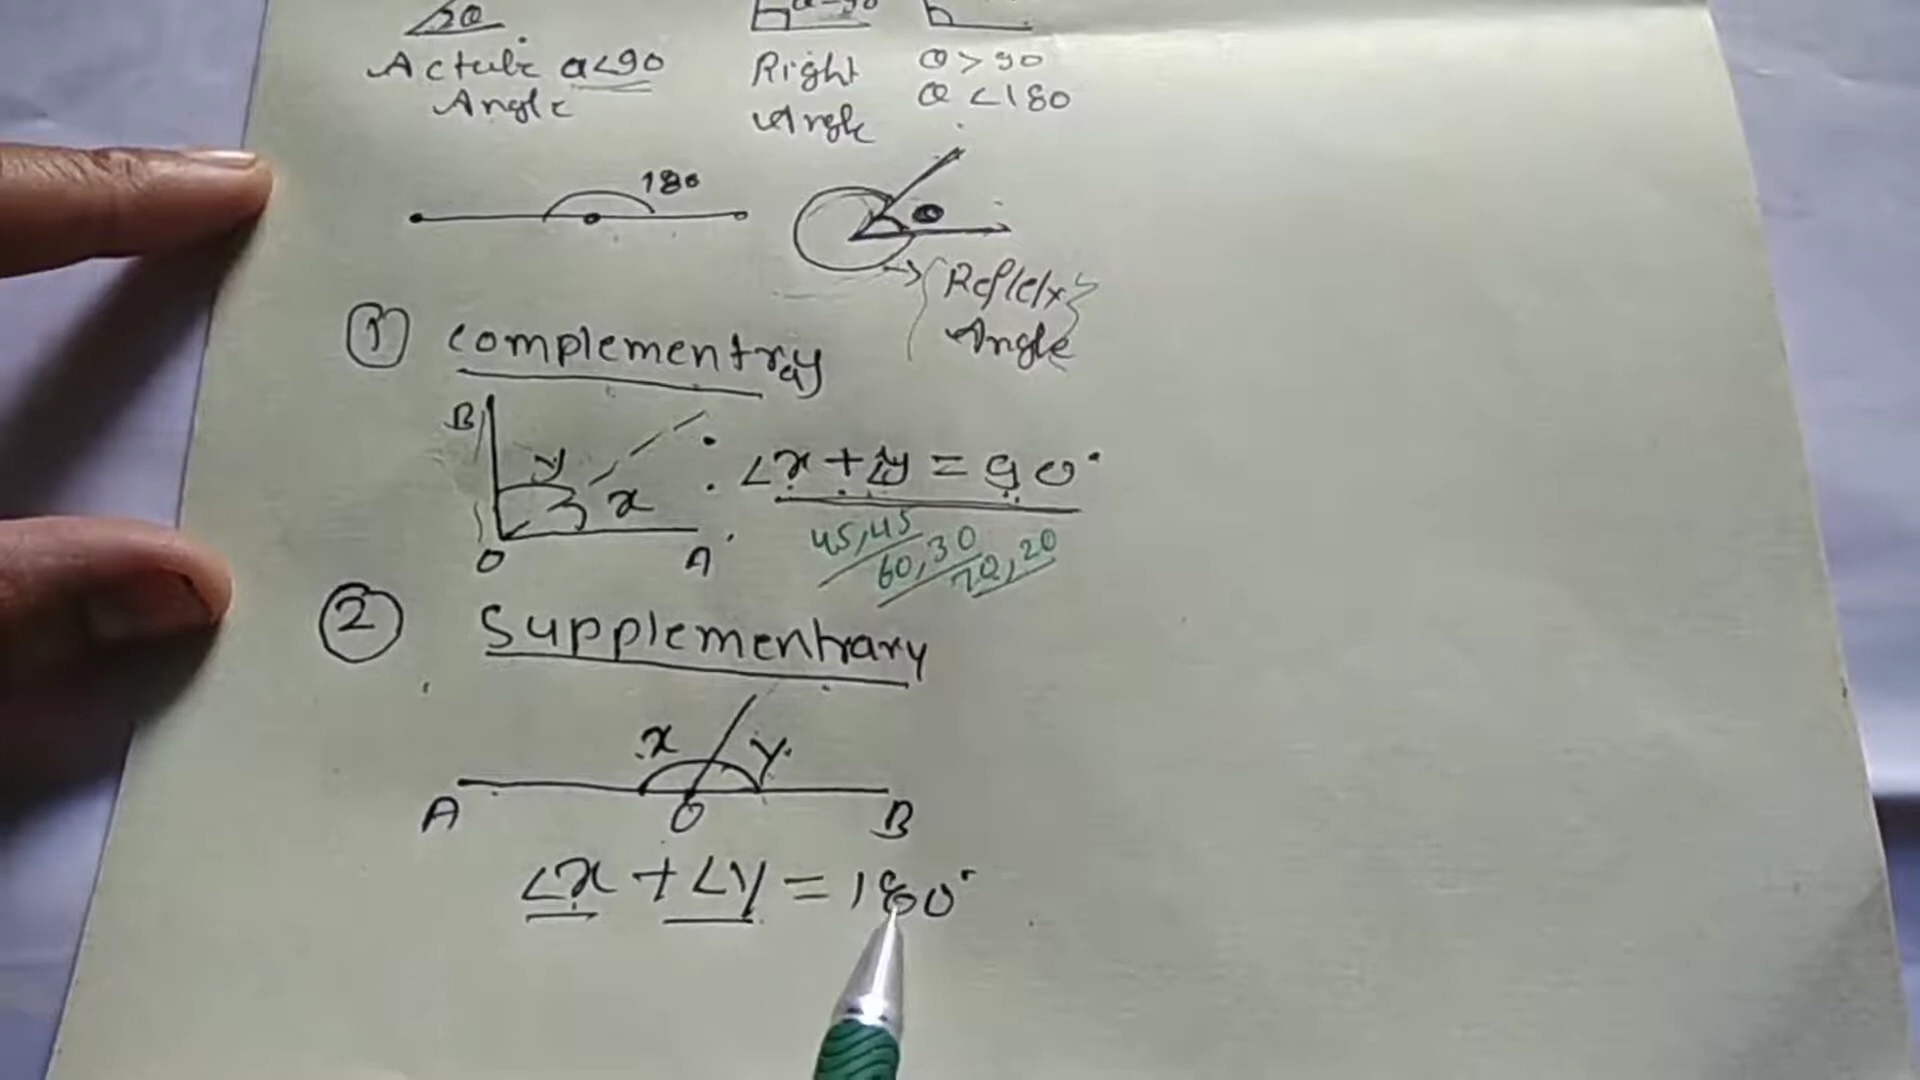 Acute a<90
Angle
Right
Angle
θ > 90
θ < 180
180
θ
Reflex
Angle
① complementray
B
y
x
O
A
∠x + ∠y = 90°
45,45
60,30
70,20
② Supplementrary
x
y
A
O
B
∠x + ∠y = 180°